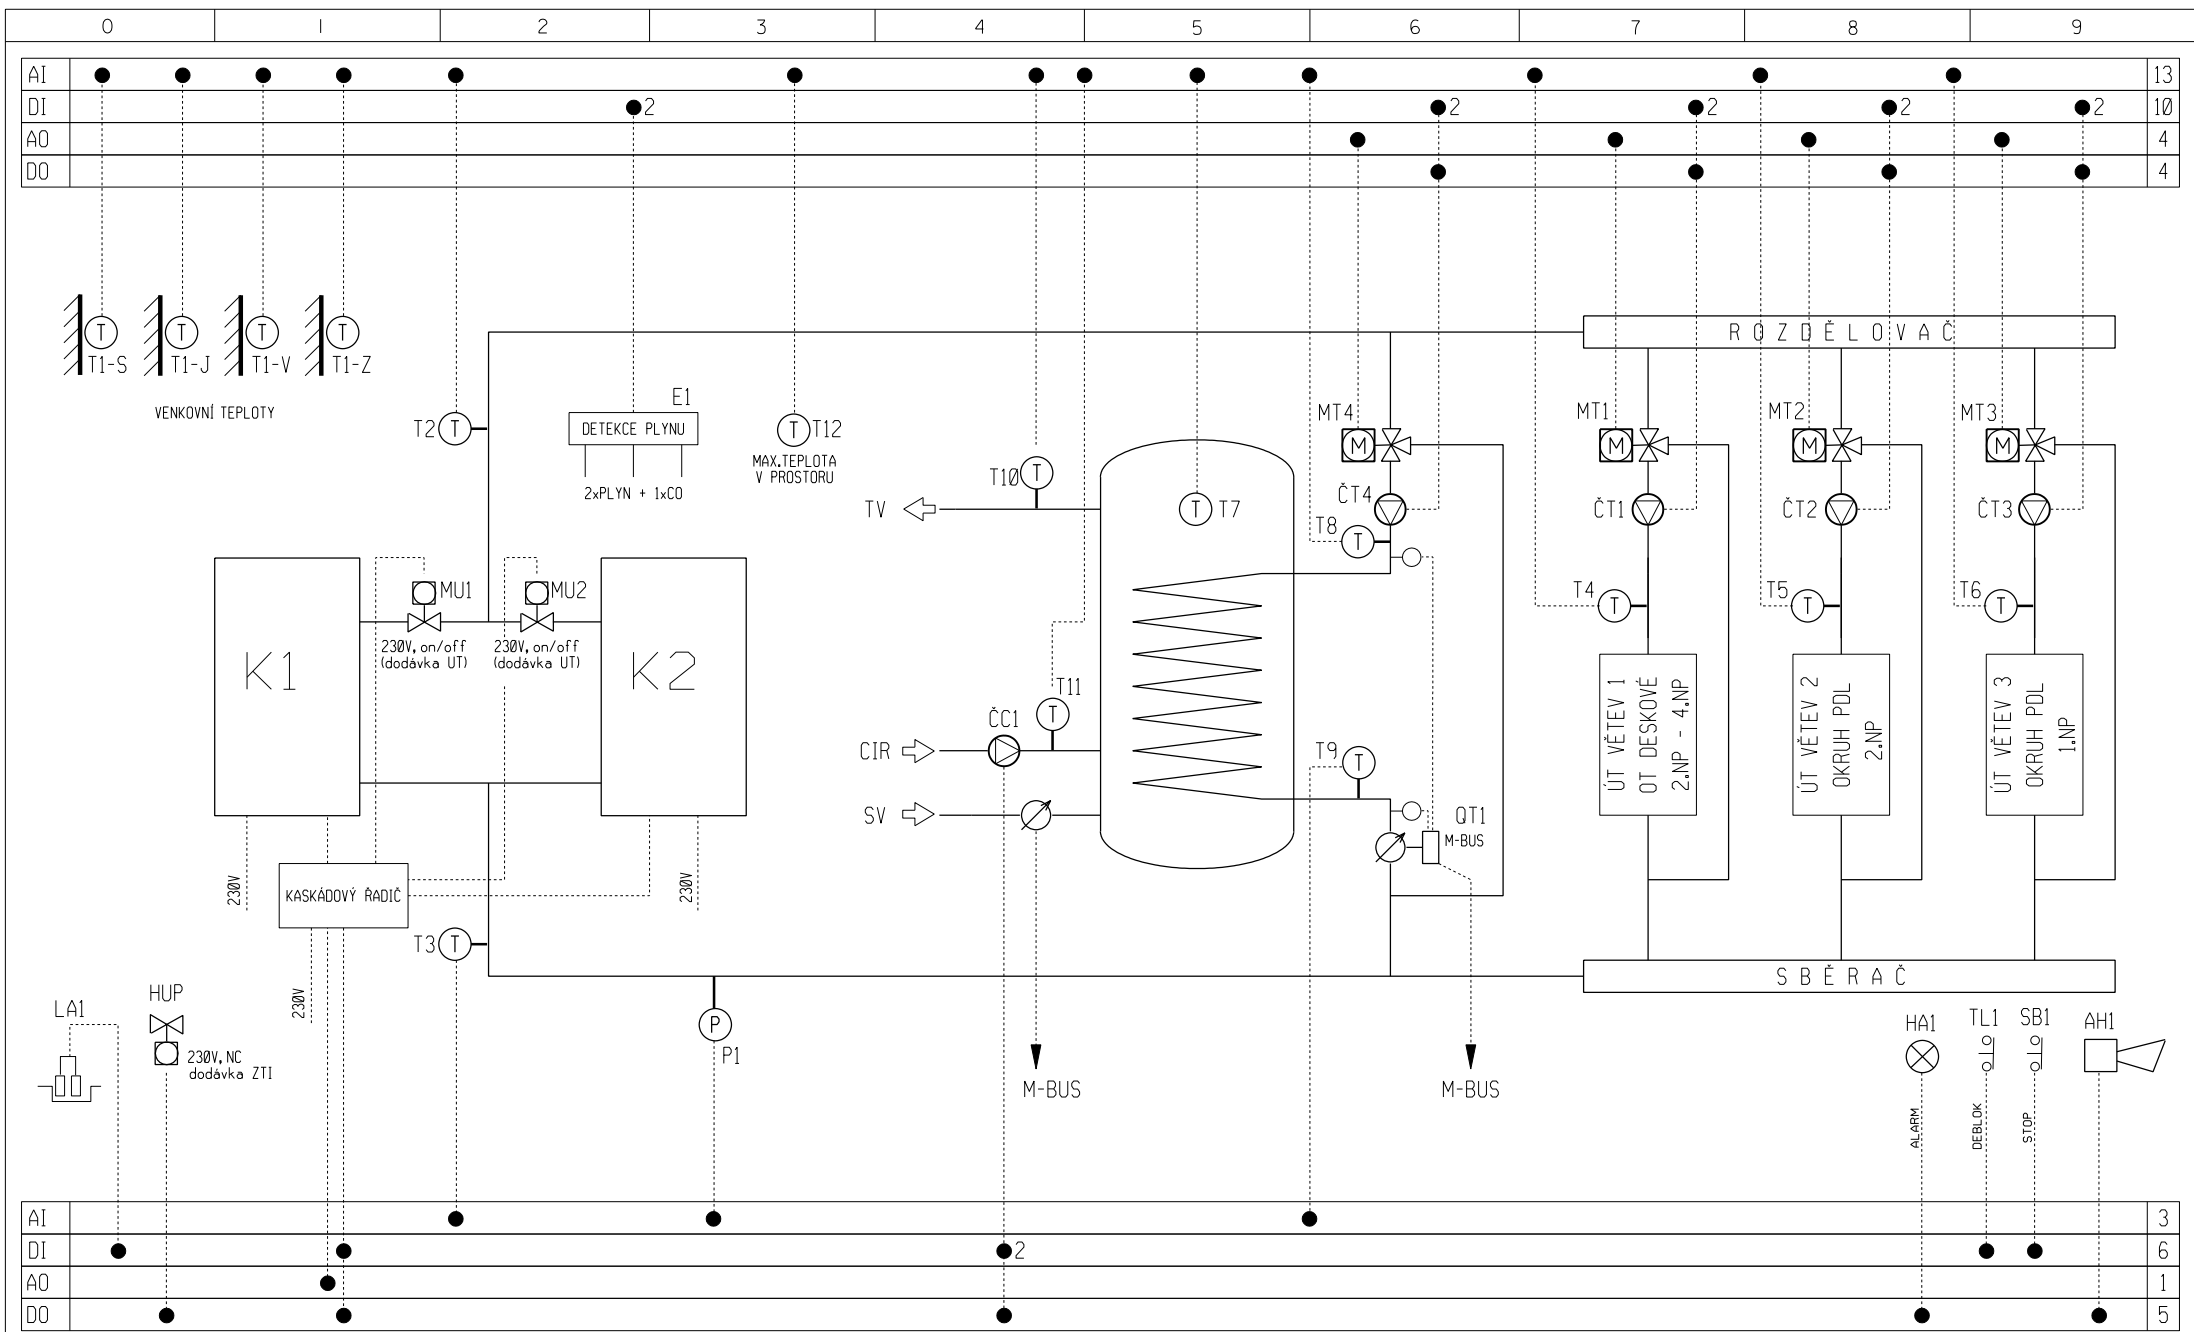 0 1 2 3 4 5 6 7 8 9
AI 13
DI 2 2 2 2 2 10
AO 4
DO 4
T1-S T1-J T1-V T1-Z
T T T T
VENKOVNÍ TEPLOTY
R O Z D Ě L O V A Č
T2 T
E1
DETEKCE PLYNU
2xPLYN + 1xCO
T T12
MAX.TEPLOTA
V PROSTORU
T10 T
TV
T T7
MT4
M
ČT4
T8 T
MT1
M
ČT1
T4 T
MT2
M
ČT2
T5 T
MT3
M
ČT3
T6 T
K1
MU1
230V, on/off
(dodávka UT)
MU2
230V, on/off
(dodávka UT)
K2
T11
T
ČC1
CIR
SV
T9 T
QT1
M-BUS
ÚT VĚTEV 1
OT DESKOVÉ
2.NP - 4.NP
ÚT VĚTEV 2
OKRUH PDL
2.NP
ÚT VĚTEV 3
OKRUH PDL
1.NP
230V
KASKÁDOVÝ ŘADIČ
230V
230V
T3 T
S B Ě R A Č
LA1
HUP
230V, NC
dodávka ZTI
P
P1
M-BUS
M-BUS
HA1
TL1
SB1
AH1
ALARM
DEBLOK
STOP
AI 3
DI 2 6
AO 1
DO 5